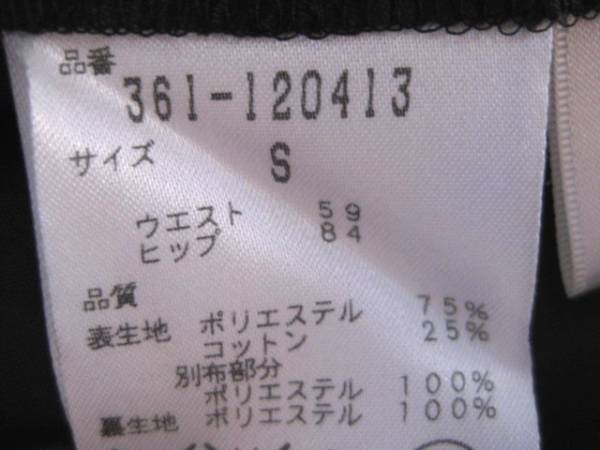 品番
361-120413
サイズ S
ウエスト 59
ヒップ 84
品質
表生地 ポリエステル 75%
コットン 25%
別布部分
ポリエステル 100%
裏生地 ポリエステル 100%